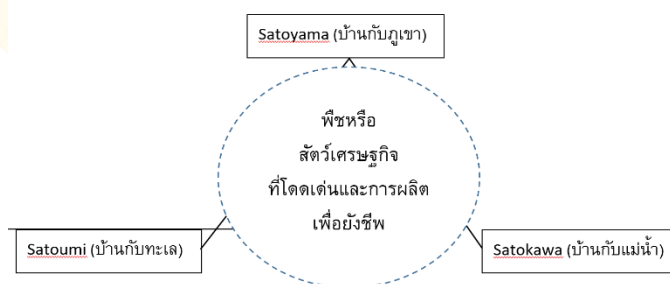 Satoyama (บ้านกับภูเขา)
พืชหรือ
สัตว์เศรษฐกิจ
ที่โดดเด่นและการผลิต
เพื่อยังชีพ
Satoumi (บ้านกับทะเล)
Satokawa (บ้านกับแม่น้ำ)